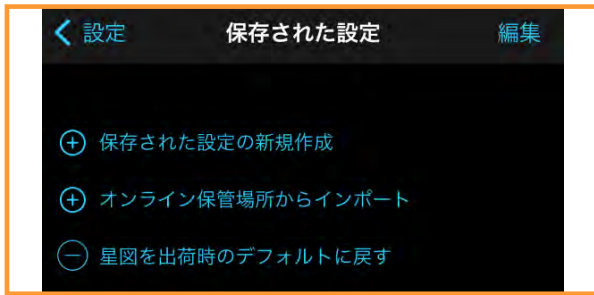 設定 保存された設定 編集
保存された設定の新規作成
オンライン保管場所からインポート
星図を出荷時のデフォルトに戻す